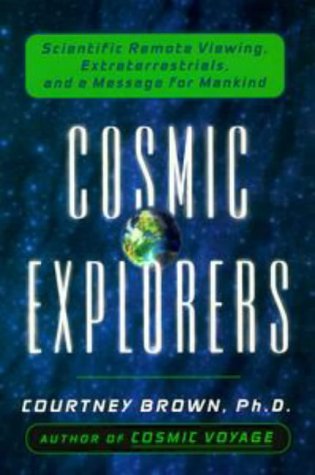 Scientific Remote Viewing,
Extraterrestrials,
and a Message for Mankind
COSMIC
EXPLORERS
COURTNEY BROWN, Ph.D.
AUTHOR OF COSMIC VOYAGE